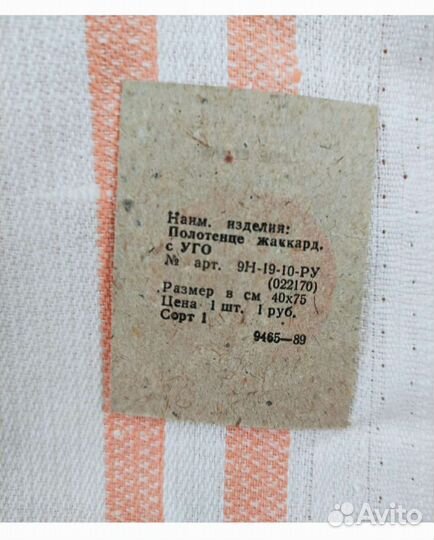 Наим. изделия:
Полотенце жаккард.
с УГО
№ арт. 9Н-19-10-РУ
(022170)
Размер в см 40х75
Цена 1 шт. 1 руб.
Сорт 1
9465—89
Avito